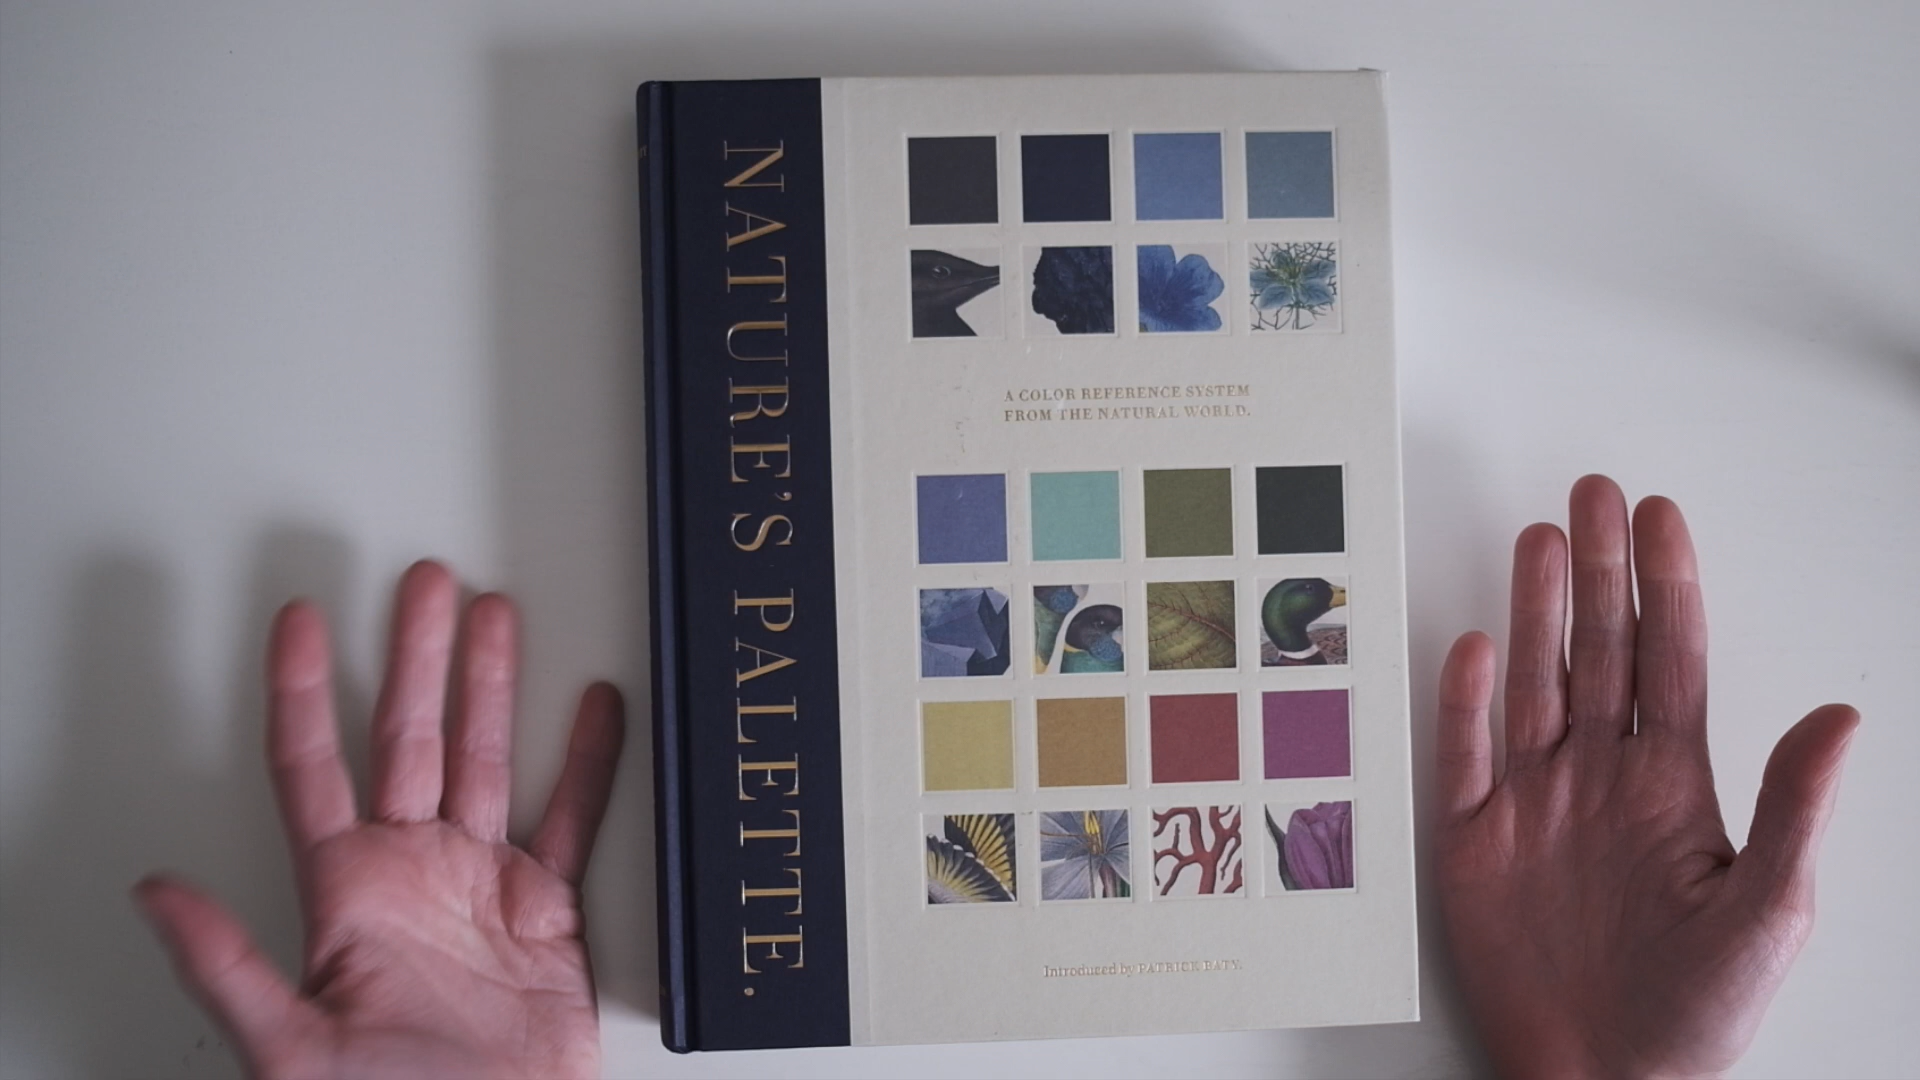 NATURE'S PALETTE.
A COLOR REFERENCE SYSTEM
FROM THE NATURAL WORLD.
Introduced by PATRICK BATY.